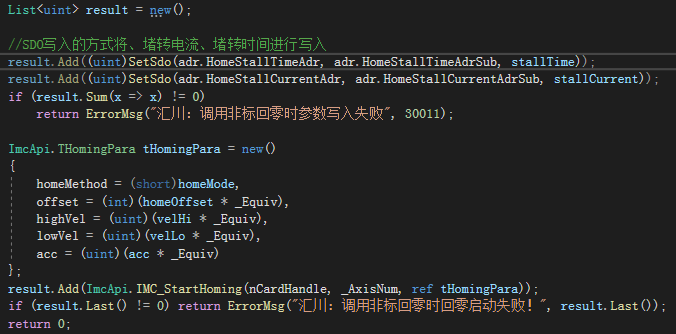 List<uint> result = new();
//SDO写入的方式将、堵转电流、堵转时间进行写入
result.Add((uint)SetSdo(adr.HomeStallTimeAdr, adr.HomeStallTimeAdrSub, stallTime));
result.Add((uint)SetSdo(adr.HomeStallCurrentAdr, adr.HomeStallCurrentAdrSub, stallCurrent));
if (result.Sum(x => x) != 0)
return ErrorMsg("汇川: 调用非标回零时参数写入失败", 30011);
ImcApi.THomingPara tHomingPara = new()
{
homeMethod = (short)homeMode,
offset = (int)(homeOffset * _Equiv),
highVel = (uint)(velHi * _Equiv),
lowVel = (uint)(velLo * _Equiv),
acc = (uint)(acc * _Equiv)
};
result.Add(ImcApi.IMC_StartHoming(nCardHandle, _AxisNum, ref tHomingPara));
if (result.Last() != 0) return ErrorMsg("汇川: 调用非标回零时回零启动失败！", result.Last());
return 0;